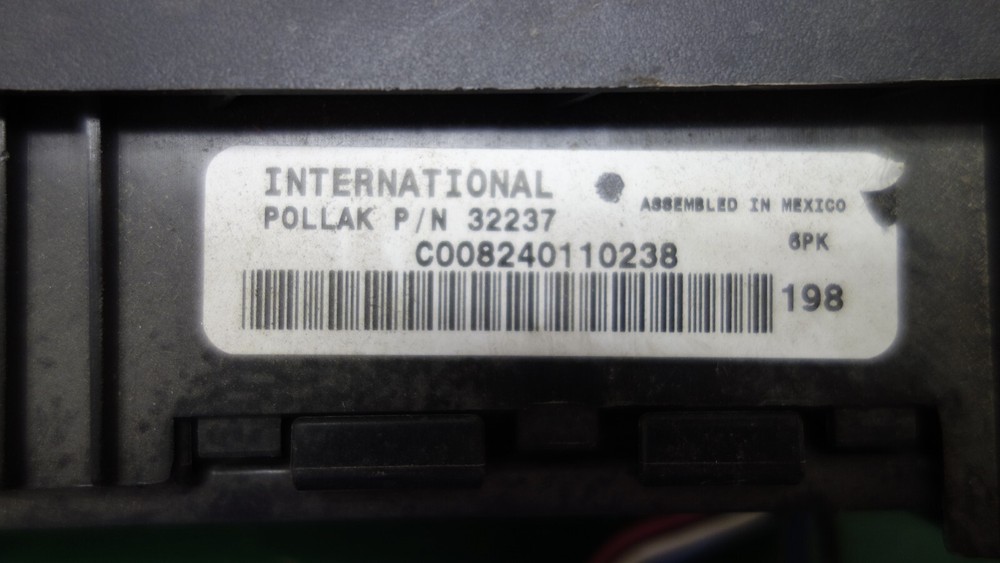 INTERNATIONAL
ASSEMBLED IN MEXICO
POLLAK P/N 32237
6PK
C008240110238
198